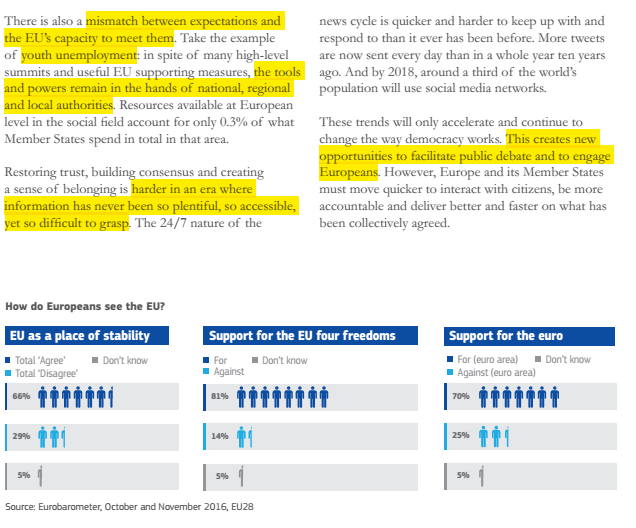 There is also a mismatch between expectations and
the EU's capacity to meet them. Take the example
of youth unemployment: in spite of many high-level
summits and useful EU supporting measures, the tools
and powers remain in the hands of national, regional
and local authorities. Resources available at European
level in the social field account for only 0.3% of what
Member States spend in total in that area.
Restoring trust, building consensus and creating
a sense of belonging is harder in an era where
information has never been so plentiful, so accessible,
yet so difficult to grasp. The 24/7 nature of the
news cycle is quicker and harder to keep up with and
respond to than it ever has been before. More tweets
are now sent every day than in a whole year ten years
ago. And by 2018, around a third of the world's
population will use social media networks.
These trends will only accelerate and continue to
change the way democracy works. This creates new
opportunities to facilitate public debate and to engage
Europeans. However, Europe and its Member States
must move quicker to interact with citizens, be more
accountable and deliver better and faster on what has
been collectively agreed.
How do Europeans see the EU?
EU as a place of stability
Total 'Agree' Don't know
Total 'Disagree'
66%
29%
5%
Support for the EU four freedoms
For Don't know
Against
81%
14%
5%
Support for the euro
For (euro area) Don't know
Against (euro area)
70%
25%
5%
Source: Eurobarometer, October and November 2016, EU28